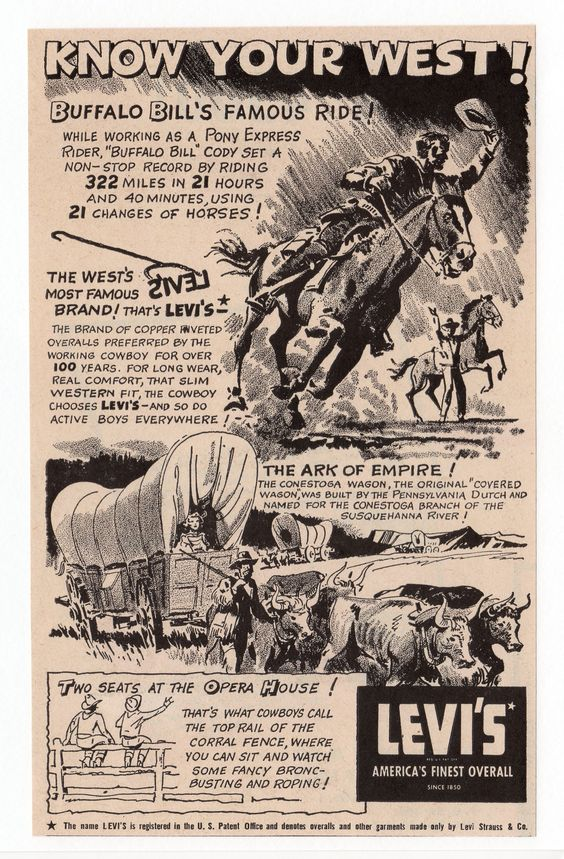 KNOW YOUR WEST!
BUFFALO BILL'S FAMOUS RIDE!
WHILE WORKING AS A PONY EXPRESS
RIDER, "BUFFALO BILL" CODY SET A
NON-STOP RECORD BY RIDING
322 MILES IN 21 HOURS
AND 40 MINUTES, USING
21 CHANGES OF HORSES!
LEVI'S
THE WEST'S
MOST FAMOUS
BRAND! THAT'S LEVI'S-★
THE BRAND OF COPPER RIVETED
OVERALLS PREFERRED BY THE
WORKING COWBOY FOR OVER
100 YEARS. FOR LONG WEAR,
REAL COMFORT, THAT SLIM
WESTERN FIT, THE COWBOY
CHOOSES LEVI'S-AND SO DO
ACTIVE BOYS EVERYWHERE!
THE ARK OF EMPIRE!
THE CONESTOGA WAGON, THE ORIGINAL "COVERED
WAGON", WAS BUILT BY THE PENNSYLVANIA DUTCH AND
NAMED FOR THE CONESTOGA BRANCH OF THE
SUSQUEHANNA RIVER!
TWO SEATS AT THE OPERA HOUSE!
THAT'S WHAT COWBOYS CALL
THE TOP RAIL OF THE
CORRAL FENCE, WHERE
YOU CAN SIT AND WATCH
SOME FANCY BRONC-
BUSTING AND ROPING!
LEVI'S★
REG. U.S. PAT. OFF.
AMERICA'S FINEST OVERALL
SINCE 1850
★ The name LEVI'S is registered in the U. S. Patent Office and denotes overalls and other garments made only by Levi Strauss & Co.